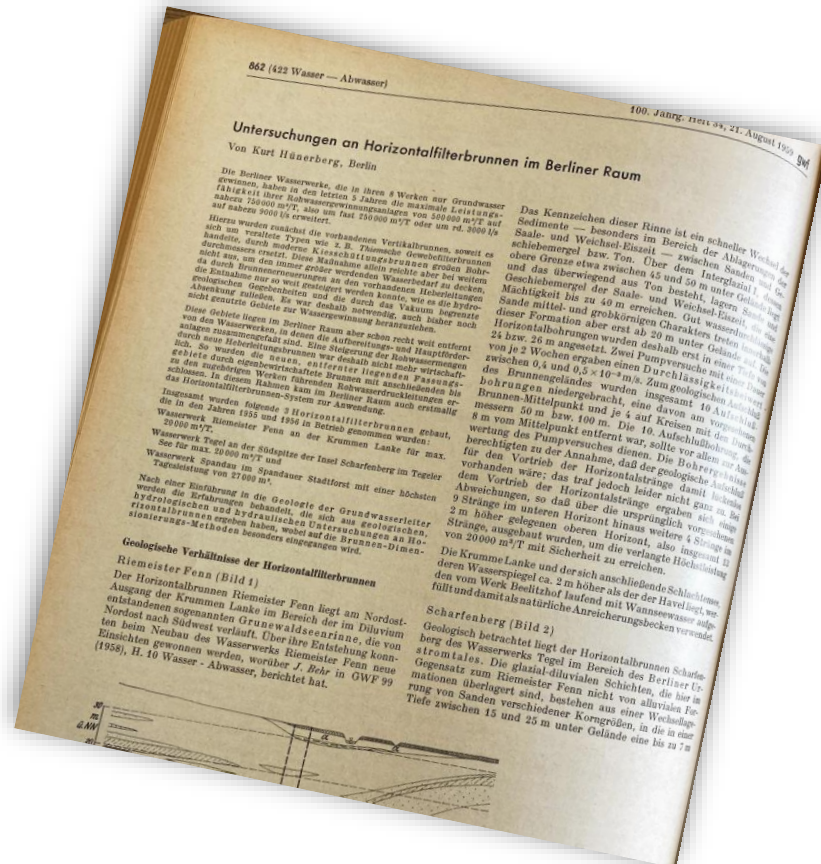 862 (422 Wasser — Abwasser)
100. Jahrg. Heft 34, 21. August 1959 gwf
Untersuchungen an Horizontalfilterbrunnen im Berliner Raum
Von Kurt Hünerberg, Berlin
Die Berliner Wasserwerke, die in ihren 8 Werken nur Grundwasser
gewinnen, haben in den letzten 5 Jahren die maximale Leistungs-
fähigkeit ihrer Rohwassergewinnungsanlagen von 500000 m³/T auf
nahezu 750000 m³/T, also um fast 250000 m³/T oder um rd. 3000 l/s
auf nahezu 9000 l/s erweitert.
Hierzu wurden zunächst die vorhandenen Vertikalbrunnen, soweit es
sich um veraltete Typen wie z. B. Thiemsche Gewebefilterbrunnen
handelte, durch moderne Kiesschüttungsbrunnen großen Bohr-
durchmessers ersetzt. Diese Maßnahme allein reichte aber bei weitem
nicht aus, um den immer größer werdenden Wasserbedarf zu decken,
da durch Brunnenerneuerungen an den vorhandenen Heberleitungen
die Entnahme nur so weit gesteigert werden konnte, wie es die hydro-
geologischen Gegebenheiten und die durch das Vakuum begrenzte
Absenkung zuließen. Es war deshalb notwendig, auch bisher noch
nicht genutzte Gebiete zur Wassergewinnung heranzuziehen.
Diese Gebiete liegen im Berliner Raum aber schon recht weit entfernt
von den Wasserwerken, in denen die Aufbereitungs- und Hauptförder-
anlagen zusammengefaßt sind. Eine Steigerung der Rohwassermengen
durch neue Heberleitungsbrunnen war deshalb nicht mehr wirtschaft-
lich. So wurden die neuen, entfernter liegenden Fassungs-
gebiete durch eigenbewirtschaftete Brunnen mit anschließenden bis
zu den zugehörigen Werken führenden Rohwasserdruckleitungen er-
schlossen. In diesem Rahmen kam im Berliner Raum auch erstmalig
das Horizontalfilterbrunnen-System zur Anwendung.
Insgesamt wurden folgende 3 Horizontalfilterbrunnen gebaut,
die in den Jahren 1955 und 1956 in Betrieb genommen wurden:
Wasserwerk Riemeister Fenn an der Krummen Lanke für max.
20000 m³/T,
Wasserwerk Tegel an der Südspitze der Insel Scharfenberg im Tegeler
See für max. 20000 m³/T und
Wasserwerk Spandau im Spandauer Stadtforst mit einer höchsten
Tagesleistung von 27000 m³.
Nach einer Einführung in die Geologie der Grundwasserleiter
werden die Erfahrungen behandelt, die sich aus geologischen,
hydrologischen und hydraulischen Untersuchungen an Ho-
rizontalbrunnen ergeben haben, wobei auf die Brunnen-Dimen-
sionierungs-Methoden besonders eingegangen wird.
Geologische Verhältnisse der Horizontalfilterbrunnen
Riemeister Fenn (Bild 1)
Der Horizontalbrunnen Riemeister Fenn liegt am Nordost-
Ausgang der Krummen Lanke im Bereich der im Diluvium
entstandenen sogenannten Grunewaldseenrinne, die von
Nordost nach Südwest verläuft. Über ihre Entstehung konn-
ten beim Neubau des Wasserwerks Riemeister Fenn neue
Einsichten gewonnen werden, worüber J. Behr in GWF 99
(1958), H. 10 Wasser - Abwasser, berichtet hat.
30
m
ü.NN
20
a
a
Das Kennzeichen dieser Rinne ist ein schneller Wechsel der
Sedimente — besonders im Bereich der Ablagerungen der
Saale- und Weichsel-Eiszeit — zwischen Sanden und Ge-
schiebemergel bzw. Ton. Über dem Interglazial I, dessen
obere Grenze etwa zwischen 45 und 50 m unter Gelände liegt
und das überwiegend aus Ton besteht, lagern Sande und
Geschiebemergel der Saale- und Weichsel-Eiszeit, die eine
Mächtigkeit bis zu 40 m erreichen. Gut wasserdurchlässige
Sande mittel- und grobkörnigen Charakters treten innerhalb
dieser Formation aber erst ab 20 m unter Gelände auf. Die
Horizontalbohrungen wurden deshalb erst in einer Tiefe von
24 bzw. 26 m angesetzt. Zwei Pumpversuche mit einer Dauer
von je 2 Wochen ergaben einen Durchlässigkeitsbeiwert
zwischen 0,4 und 0,5 × 10⁻³ m/s. Zum geologischen Aufschluß
des Brunnengeländes wurden insgesamt 10 Aufschluß-
bohrungen niedergebracht, eine davon am vorgesehenen
Brunnen-Mittelpunkt und je 4 auf Kreisen mit den Durch-
messern 50 m bzw. 100 m. Die 10. Aufschlußbohrung, die
8 m vom Mittelpunkt entfernt war, sollte vor allem zur Aus-
wertung des Pumpversuches dienen. Die Bohrergebnisse
berechtigten zu der Annahme, daß der geologische Aufschluß
für den Vortrieb der Horizontalstränge damit lückenlos
vorhanden wäre; das traf jedoch leider nicht ganz zu. Bei
dem Vortrieb der Horizontalstränge ergaben sich einige
Abweichungen, so daß über die ursprünglich vorgesehenen
9 Stränge im unteren Horizont hinaus weitere 4 Stränge im
2 m höher gelegenen oberen Horizont, also insgesamt 13
Stränge, ausgebaut wurden, um die verlangte Höchstleistung
von 20000 m³/T mit Sicherheit zu erreichen.
Die Krumme Lanke und der sich anschließende Schlachtensee,
deren Wasserspiegel ca. 2 m höher als der der Havel liegt, wer-
den vom Werk Beelitzhof laufend mit Wannseewasser aufge-
füllt und damit als natürliche Anreicherungsbecken verwendet.
Scharfenberg (Bild 2)
Geologisch betrachtet liegt der Horizontalbrunnen Scharfen-
berg des Wasserwerks Tegel im Bereich des Berliner Ur-
stromtales. Die glazial-diluvialen Schichten, die hier im
Gegensatz zum Riemeister Fenn nicht von alluvialen For-
mationen überlagert sind, bestehen aus einer Wechsellage-
rung von Sanden verschiedener Korngrößen, in die in einer
Tiefe zwischen 15 und 25 m unter Gelände eine bis zu 7 m